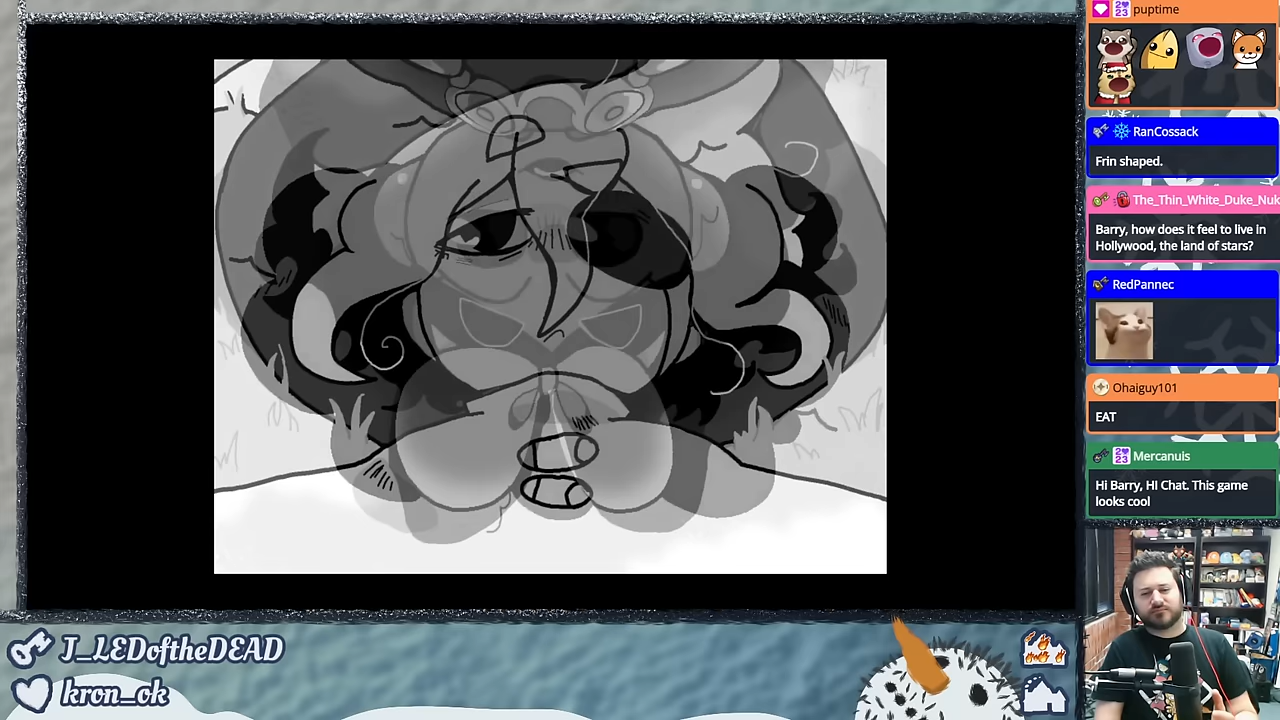 puptime
RanCossack
Frin shaped.
The_Thin_White_Duke_Nuk
Barry, how does it feel to live in
Hollywood, the land of stars?
RedPannec
Ohaiguy101
EAT
Mercanuis
Hi Barry, HI Chat. This game
looks cool
J_LEDoftheDEAD
kron_ok